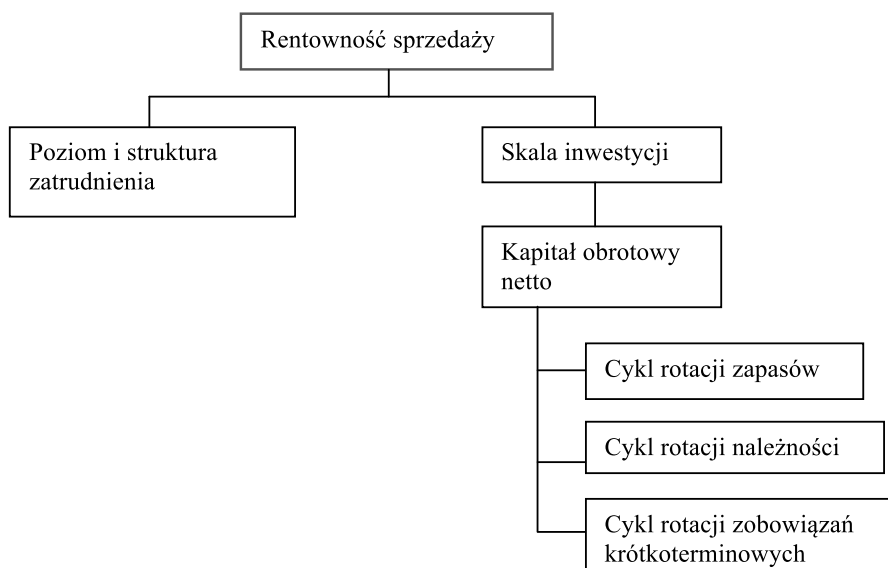 Rentowność sprzedaży
Poziom i struktura
zatrudnienia
Skala inwestycji
Kapitał obrotowy
netto
Cykl rotacji zapasów
Cykl rotacji należności
Cykl rotacji zobowiązań
krótkoterminowych